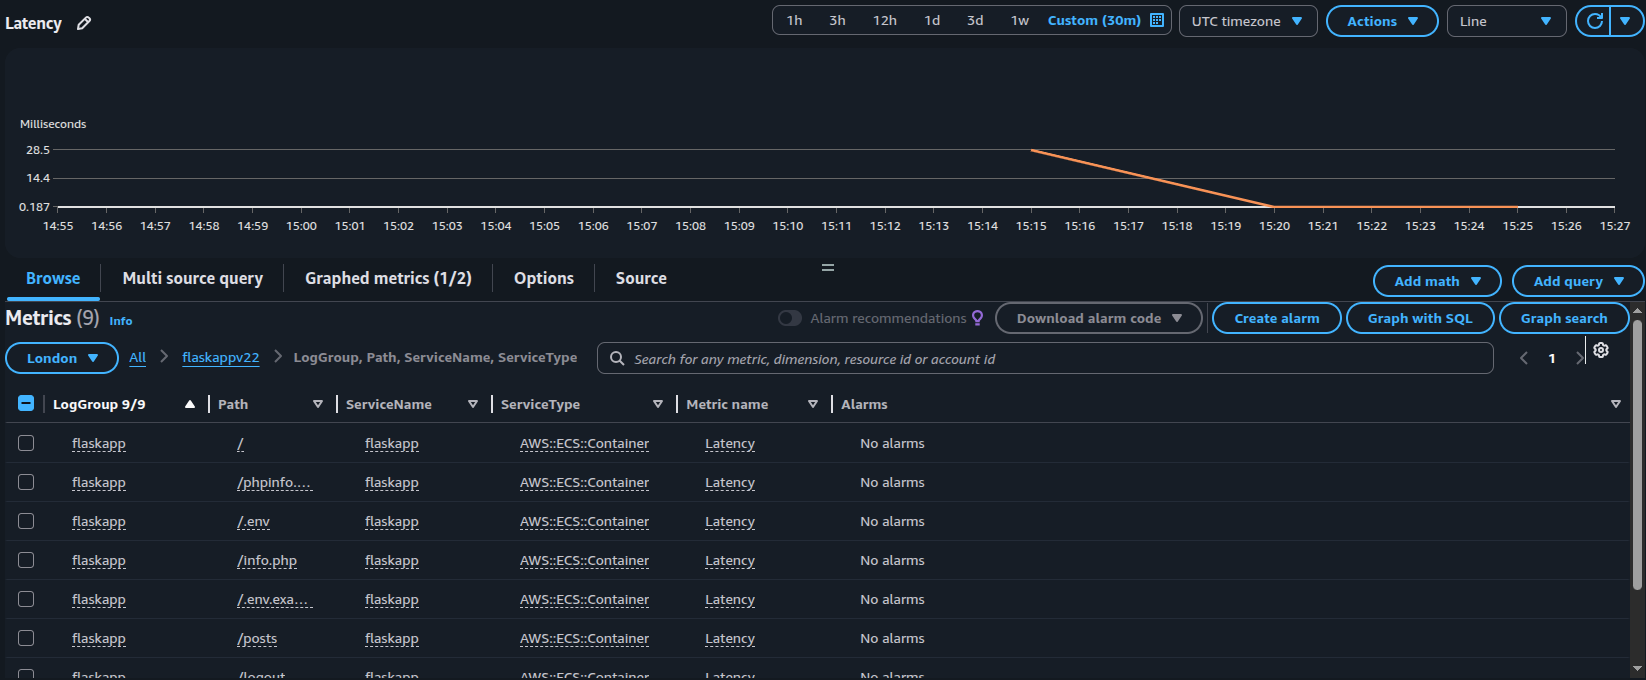 Latency
1h 3h 12h 1d 3d 1w Custom (30m) UTC timezone Actions Line
Milliseconds
28.5
14.4
0.187
14:55 14:56 14:57 14:58 14:59 15:00 15:01 15:02 15:03 15:04 15:05 15:06 15:07 15:08 15:09 15:10 15:11 15:12 15:13 15:14 15:15 15:16 15:17 15:18 15:19 15:20 15:21 15:22 15:23 15:24 15:25 15:26 15:27
Browse Multi source query Graphed metrics (1/2) Options Source Add math Add query
Metrics (9) Info Alarm recommendations Download alarm code Create alarm Graph with SQL Graph search
London All flaskappv22 LogGroup, Path, ServiceName, ServiceType Search for any metric, dimension, resource id or account id 1
LogGroup 9/9 Path ServiceName ServiceType Metric name Alarms
flaskapp / flaskapp AWS::ECS::Container Latency No alarms
flaskapp /phpinfo.... flaskapp AWS::ECS::Container Latency No alarms
flaskapp /.env flaskapp AWS::ECS::Container Latency No alarms
flaskapp /info.php flaskapp AWS::ECS::Container Latency No alarms
flaskapp /.env.exa... flaskapp AWS::ECS::Container Latency No alarms
flaskapp /posts flaskapp AWS::ECS::Container Latency No alarms
flaskapp /logout flaskapp AWS::ECS::Container Latency No alarms